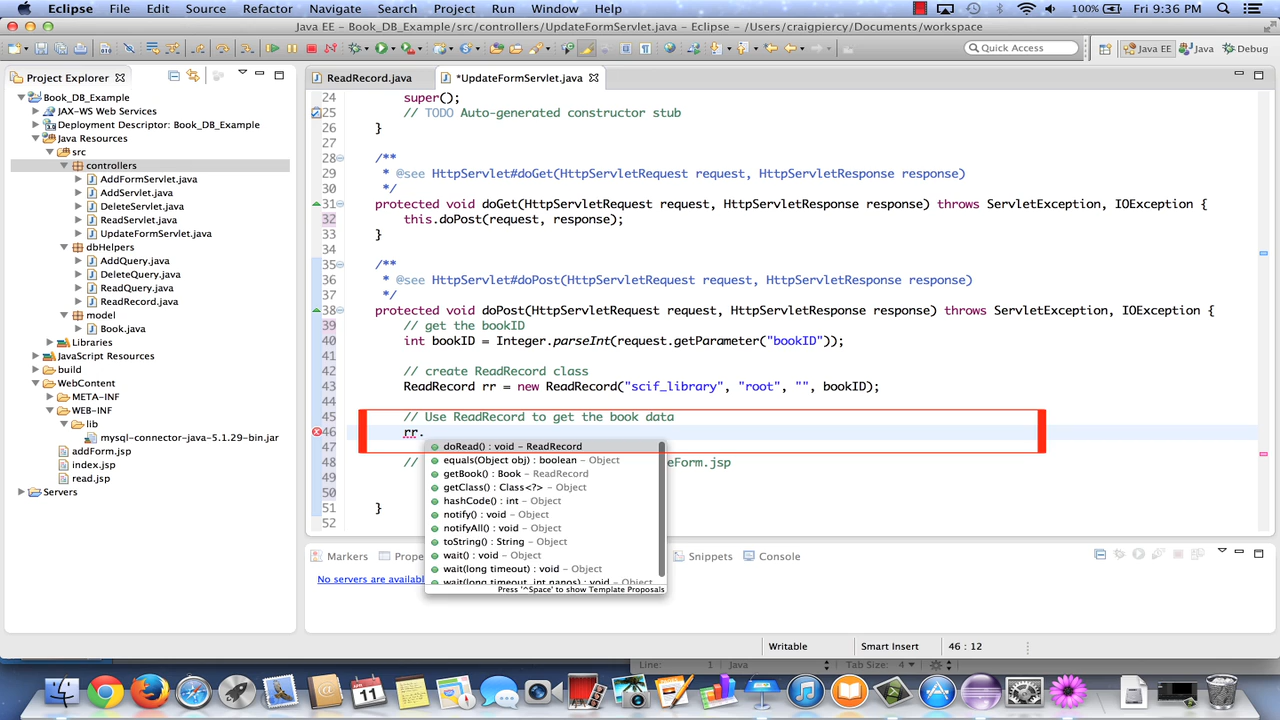 Eclipse File Edit Source Refactor Navigate Search Project Run Window Help 100% Fri 9:36 PM
Java EE - Book_DB_Example/src/controllers/UpdateFormServlet.java - Eclipse - /Users/craigpiercy/Documents/workspace
Quick Access Java EE Java Debug
Project Explorer
Book_DB_Example
JAX-WS Web Services
Deployment Descriptor: Book_DB_Example
Java Resources
src
controllers
AddFormServlet.java
AddServlet.java
DeleteServlet.java
ReadServlet.java
UpdateFormServlet.java
dbHelpers
AddQuery.java
DeleteQuery.java
ReadQuery.java
ReadRecord.java
model
Book.java
Libraries
JavaScript Resources
build
WebContent
META-INF
WEB-INF
lib
mysql-connector-java-5.1.29-bin.jar
addForm.jsp
index.jsp
read.jsp
Servers
ReadRecord.java *UpdateFormServlet.java
24 super();
25 // TODO Auto-generated constructor stub
26 }
27
28 /**
29 * @see HttpServlet#doGet(HttpServletRequest request, HttpServletResponse response)
30 */
31 protected void doGet(HttpServletRequest request, HttpServletResponse response) throws ServletException, IOException {
32 this.doPost(request, response);
33 }
34
35 /**
36 * @see HttpServlet#doPost(HttpServletRequest request, HttpServletResponse response)
37 */
38 protected void doPost(HttpServletRequest request, HttpServletResponse response) throws ServletException, IOException {
39 // get the bookID
40 int bookID = Integer.parseInt(request.getParameter("bookID"));
41
42 // create ReadRecord class
43 ReadRecord rr = new ReadRecord("scif_library", "root", "", bookID);
44
45 // Use ReadRecord to get the book data
46 rr.
47
48 // eForm.jsp
49
50
51 }
52
doRead() : void - ReadRecord
equals(Object obj) : boolean - Object
getBook() : Book - ReadRecord
getClass() : Class<?> - Object
hashCode() : int - Object
notify() : void - Object
notifyAll() : void - Object
toString() : String - Object
wait() : void - Object
wait(long timeout) : void - Object
wait(long timeout, int nanos) : void - Object
Press '^Space' to show Template Proposals
Markers Prope Snippets Console
No servers are availabl
Writable Smart Insert 46 : 12
Line: 1 Java Tab Size: 4
APR
11